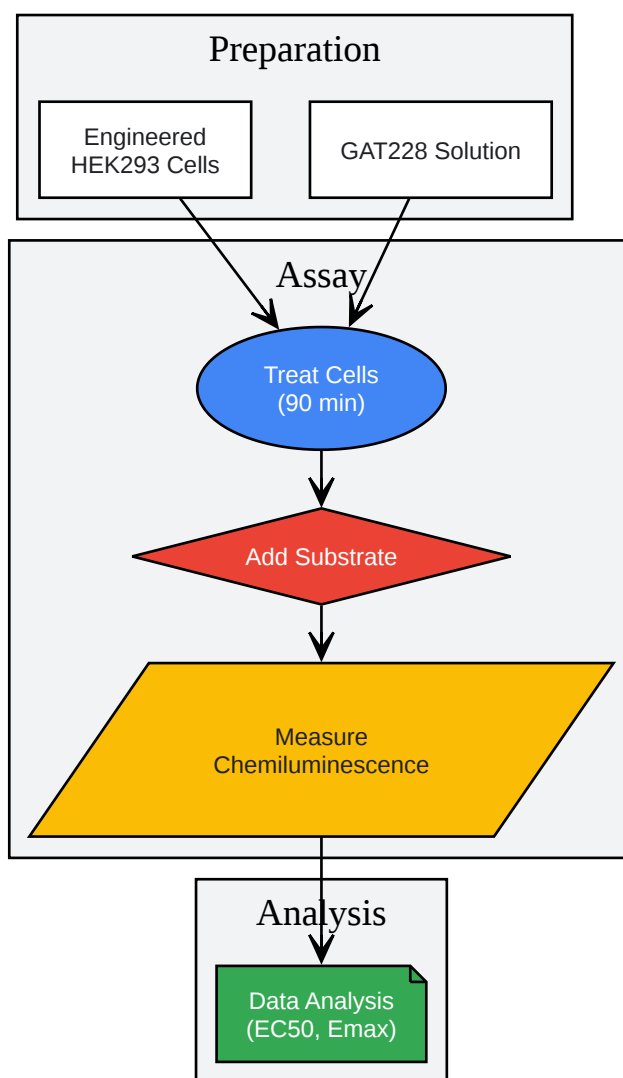 Preparation
Engineered
HEK293 Cells
GAT228 Solution
Assay
Treat Cells
(90 min)
Add Substrate
Measure
Chemiluminescence
Analysis
Data Analysis
(EC50, Emax)